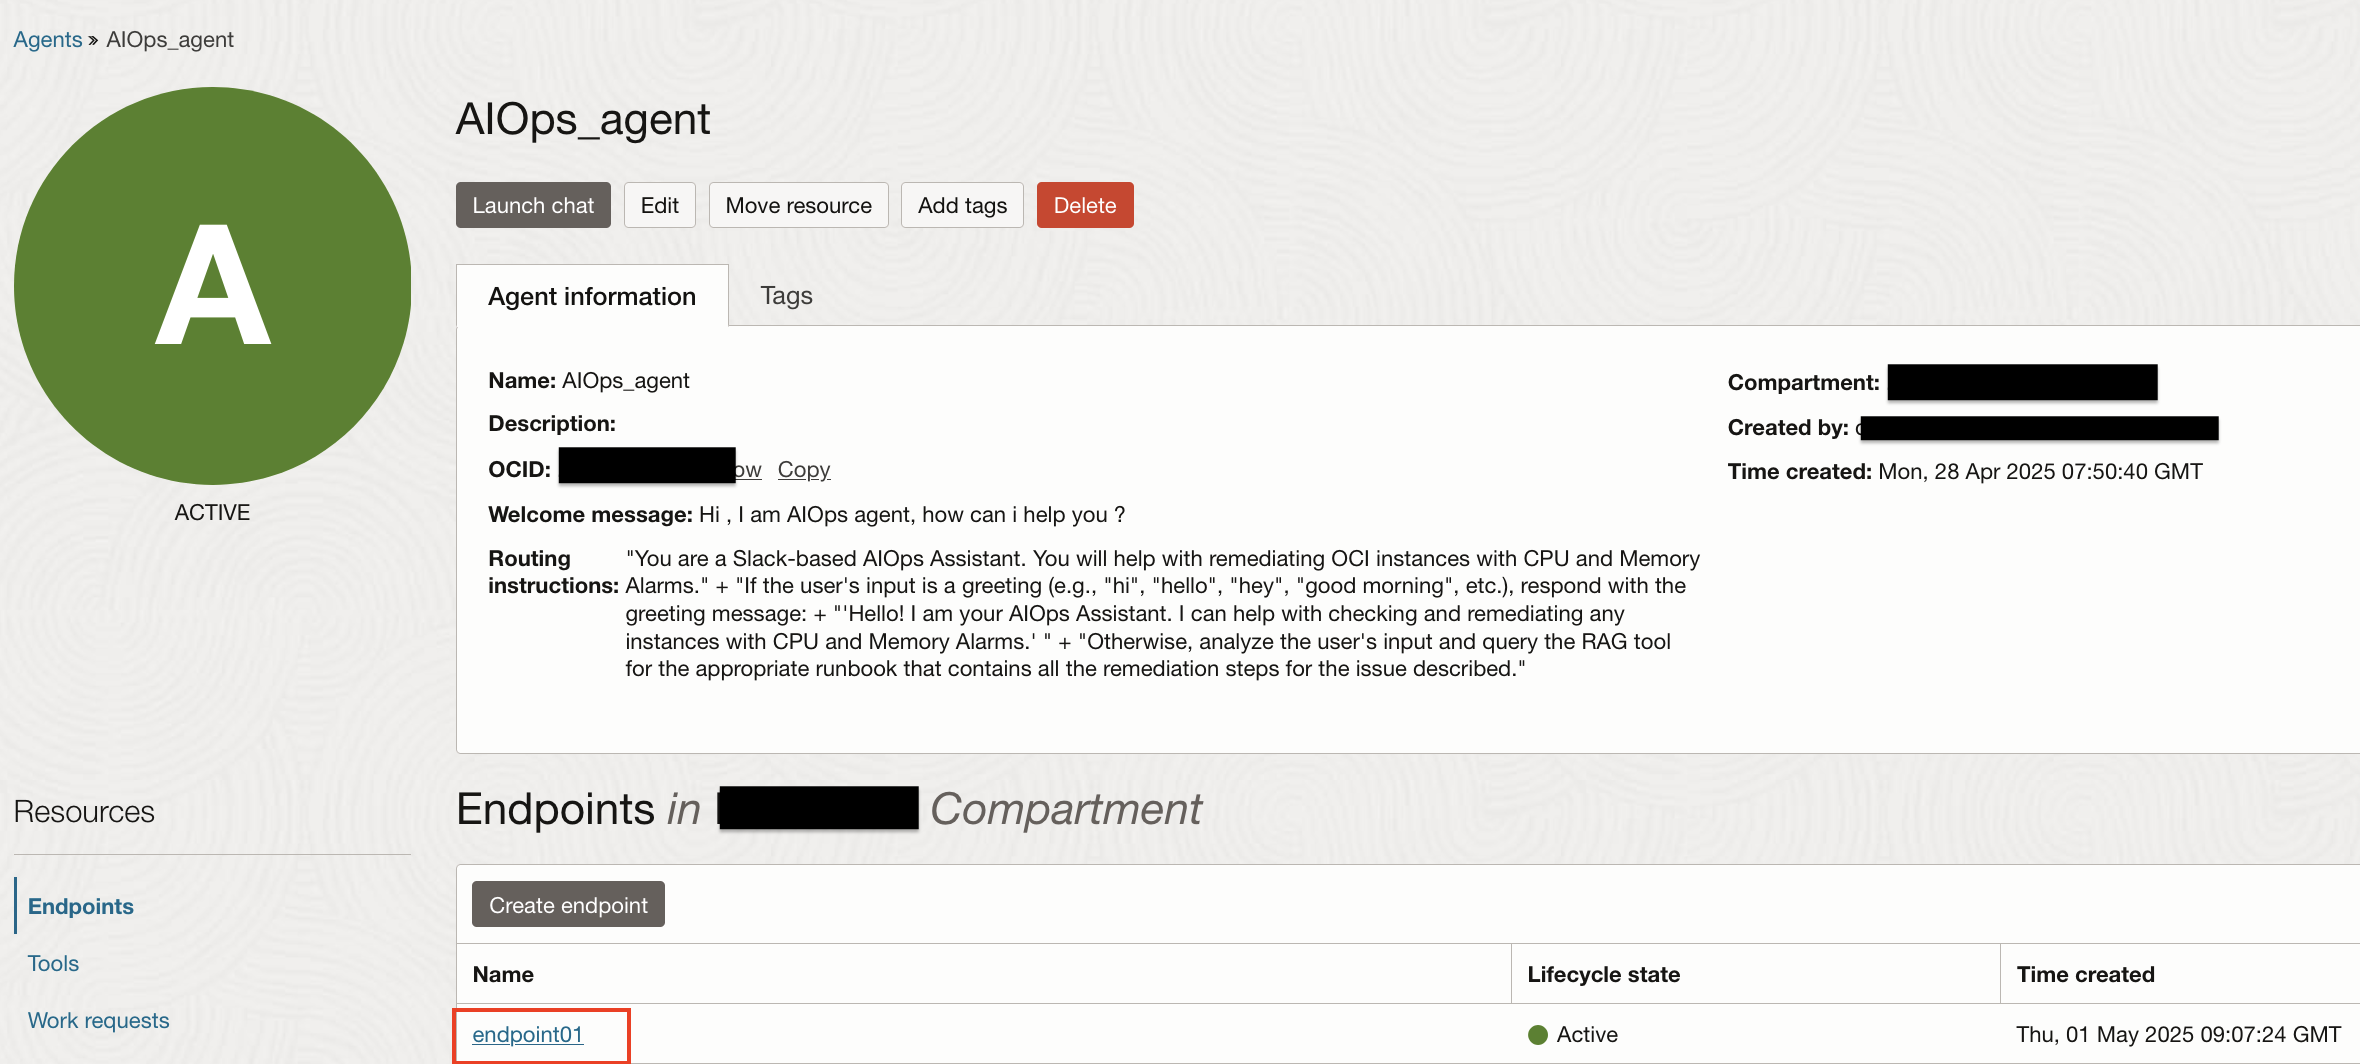 Agents » AIOps_agent
A
ACTIVE
AIOps_agent
Launch chat Edit Move resource Add tags Delete
Agent information Tags
Name: AIOps_agent
Description:
OCID: Copy
Welcome message: Hi , I am AIOps agent, how can i help you ?
Routing instructions: "You are a Slack-based AIOps Assistant. You will help with remediating OCI instances with CPU and Memory
Alarms." + "If the user's input is a greeting (e.g., "hi", "hello", "hey", "good morning", etc.), respond with the
greeting message: + "'Hello! I am your AIOps Assistant. I can help with checking and remediating any
instances with CPU and Memory Alarms.' " + "Otherwise, analyze the user's input and query the RAG tool
for the appropriate runbook that contains all the remediation steps for the issue described."
Compartment:
Created by:
Time created: Mon, 28 Apr 2025 07:50:40 GMT
Resources
Endpoints
Tools
Work requests
Endpoints in Compartment
Create endpoint
Name Lifecycle state Time created
endpoint01 Active Thu, 01 May 2025 09:07:24 GMT